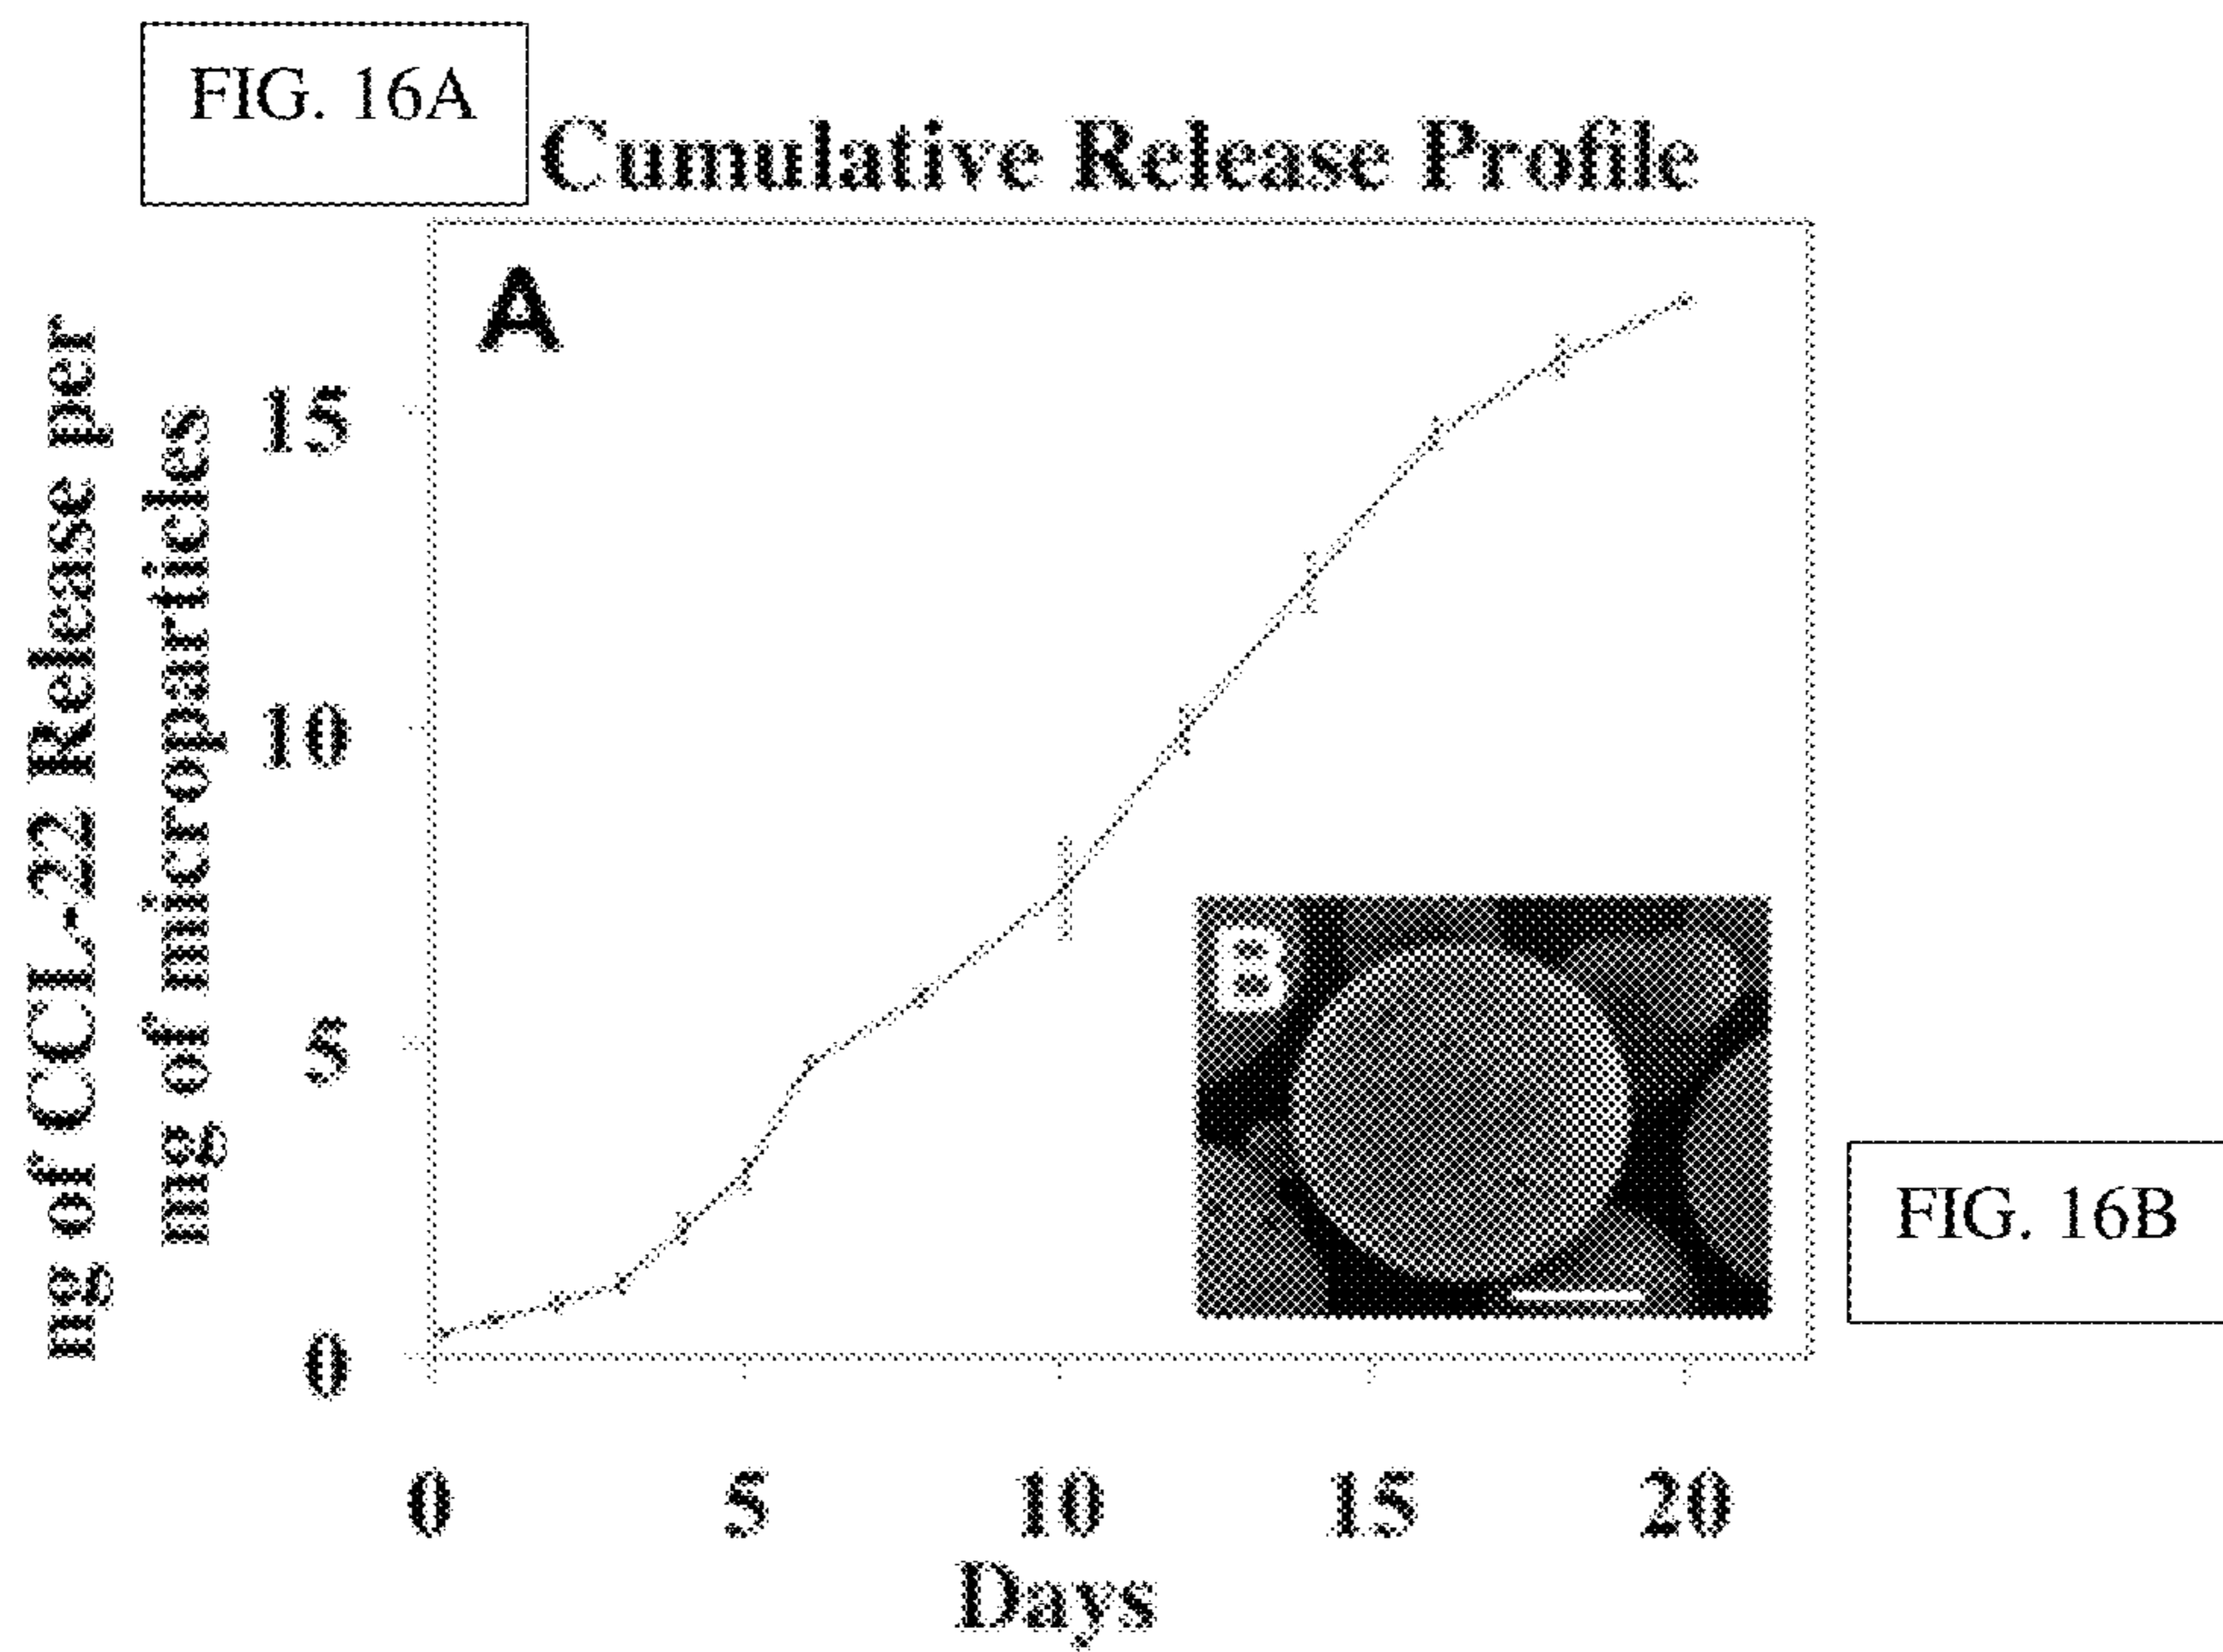 FIG. 16A
Cumulative Release Profile
mg of CCL-22 Release per
mg of microparticles
A
15
10
5
0
B
FIG. 16B
0 5 10 15 20
Days